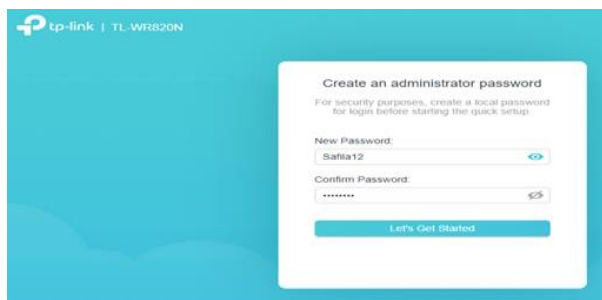 tp-link | TL-WR820N
Create an administrator password
For security purposes, create a local password
for login before starting the quick setup
New Password:
Safila12
Confirm Password:
••••••••
Let's Get Started